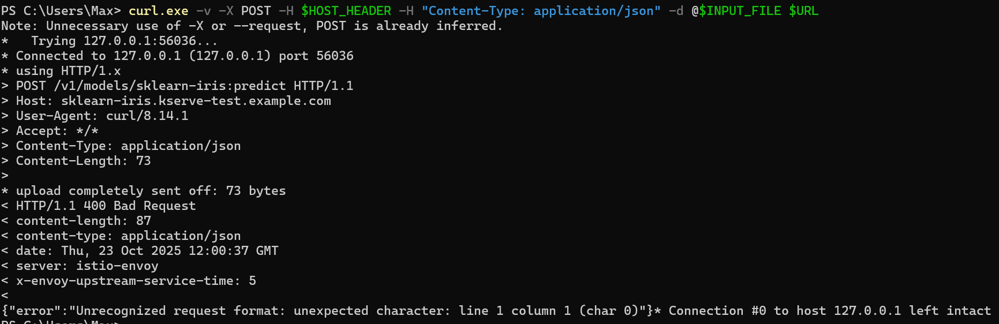 PS C:\Users\Max> curl.exe -v -X POST -H $HOST_HEADER -H "Content-Type: application/json" -d @$INPUT_FILE $URL
Note: Unnecessary use of -X or --request, POST is already inferred.
*   Trying 127.0.0.1:56036...
* Connected to 127.0.0.1 (127.0.0.1) port 56036
* using HTTP/1.x
> POST /v1/models/sklearn-iris:predict HTTP/1.1
> Host: sklearn-iris.kserve-test.example.com
> User-Agent: curl/8.14.1
> Accept: */*
> Content-Type: application/json
> Content-Length: 73
>
* upload completely sent off: 73 bytes
< HTTP/1.1 400 Bad Request
< content-length: 87
< content-type: application/json
< date: Thu, 23 Oct 2025 12:00:37 GMT
< server: istio-envoy
< x-envoy-upstream-service-time: 5
<
{"error":"Unrecognized request format: unexpected character: line 1 column 1 (char 0)"}* Connection #0 to host 127.0.0.1 left intact
PS C:\Users\Max>